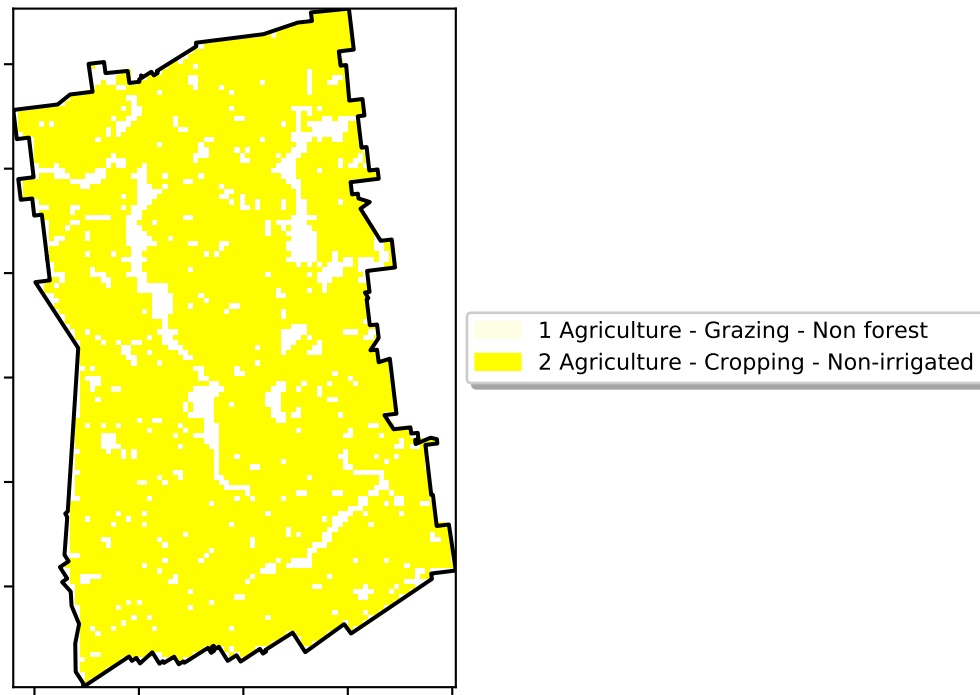 1 Agriculture - Grazing - Non forest
2 Agriculture - Cropping - Non-irrigated